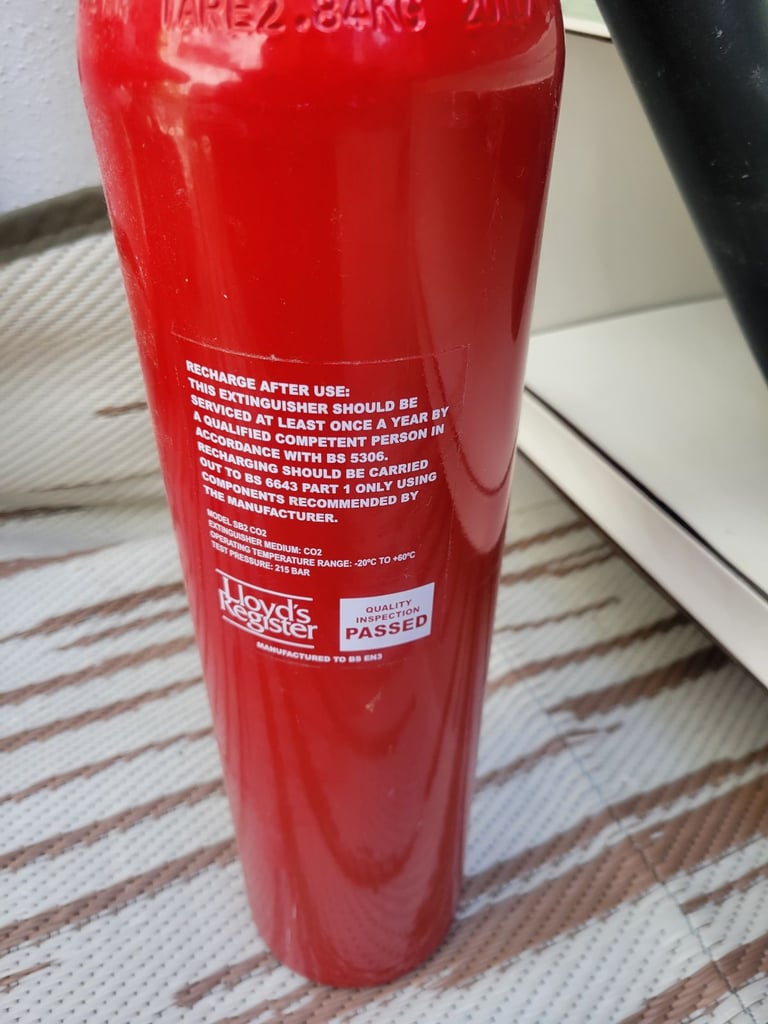 TARE2.84KG
RECHARGE AFTER USE:
THIS EXTINGUISHER SHOULD BE
SERVICED AT LEAST ONCE A YEAR BY
A QUALIFIED COMPETENT PERSON IN
ACCORDANCE WITH BS 5306.
RECHARGING SHOULD BE CARRIED
OUT TO BS 6643 PART 1 ONLY USING
COMPONENTS RECOMMENDED BY
THE MANUFACTURER.
MODEL SB2 CO2
EXTINGUISHER MEDIUM: CO2
OPERATING TEMPERATURE RANGE: -20ºC TO +60ºC
TEST PRESSURE: 215 BAR
Lloyd's
Register
QUALITY
INSPECTION
PASSED
MANUFACTURED TO BS EN3